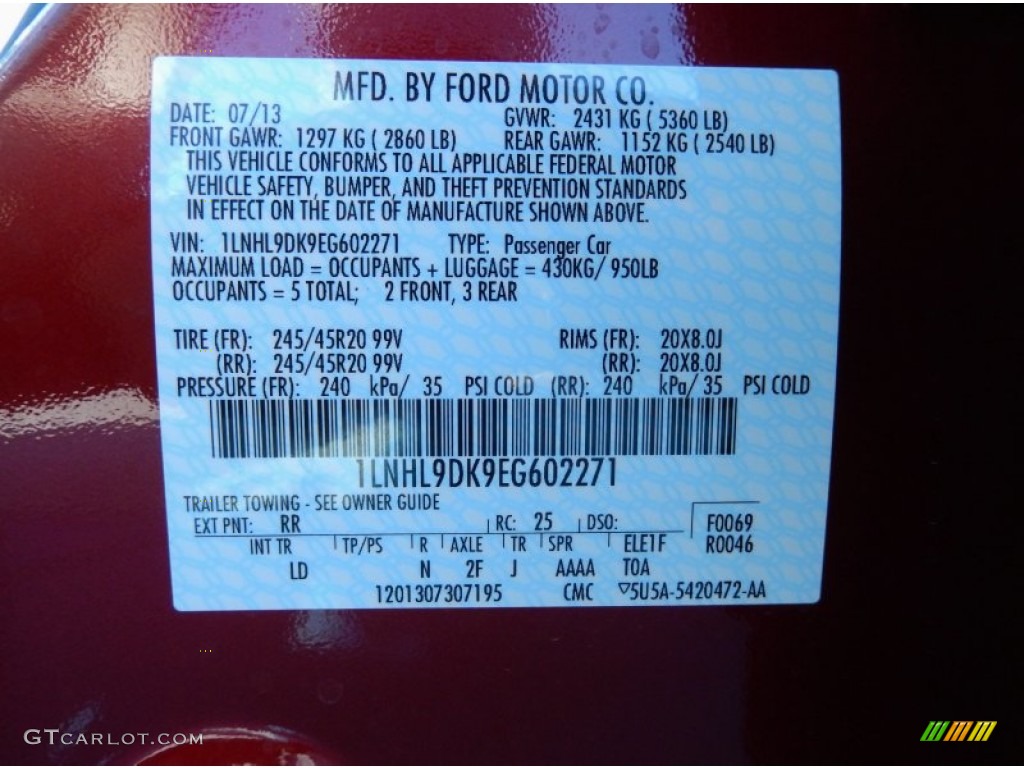 MFD. BY FORD MOTOR CO.
DATE: 07/13 GVWR: 2431 KG ( 5360 LB)
FRONT GAWR: 1297 KG ( 2860 LB) REAR GAWR: 1152 KG ( 2540 LB)
THIS VEHICLE CONFORMS TO ALL APPLICABLE FEDERAL MOTOR
VEHICLE SAFETY, BUMPER, AND THEFT PREVENTION STANDARDS
IN EFFECT ON THE DATE OF MANUFACTURE SHOWN ABOVE.
VIN: 1LNHL9DK9EG602271 TYPE: Passenger Car
MAXIMUM LOAD = OCCUPANTS + LUGGAGE = 430KG/ 950LB
OCCUPANTS = 5 TOTAL; 2 FRONT, 3 REAR
TIRE (FR): 245/45R20 99V RIMS (FR): 20X8.0J
(RR): 245/45R20 99V (RR): 20X8.0J
PRESSURE (FR): 240 kPa/ 35 PSI COLD (RR): 240 kPa/ 35 PSI COLD
1LNHL9DK9EG602271
TRAILER TOWING - SEE OWNER GUIDE
EXT PNT: RR RC: 25 DSO: F0069
INT TR TP/PS R AXLE TR SPR ELE1F R0046
LD N 2F J AAAA TOA
1201307307195 CMC ▽5U5A-5420472-AA
GTCARLOT.COM